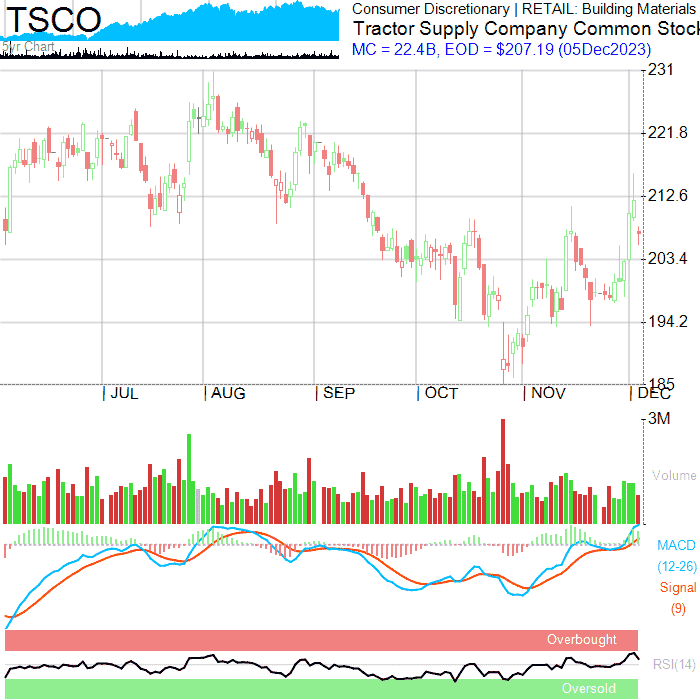 TSCO
5yr Chart
Consumer Discretionary | RETAIL: Building Materials
Tractor Supply Company Common Stock
MC = 22.4B, EOD = $207.19 (05Dec2023)
231
221.8
212.6
203.4
194.2
185
| JUL | AUG | SEP | OCT | NOV | DEC
3M
Volume
MACD
(12-26)
Signal
(9)
Overbought
RSI(14)
Oversold